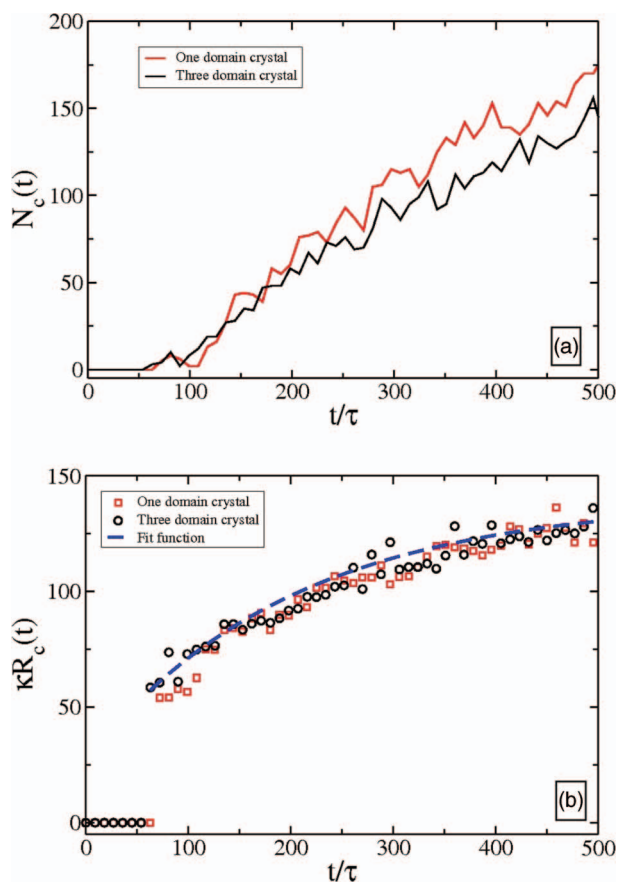 200
One domain crystal
Three domain crystal
150
N_c(t)
100
50
0
(a)
0 100 200 300 400 500
t/τ
150
One domain crystal
Three domain crystal
Fit function
κR_c(t)
100
50
0
(b)
0 100 200 300 400 500
t/τ